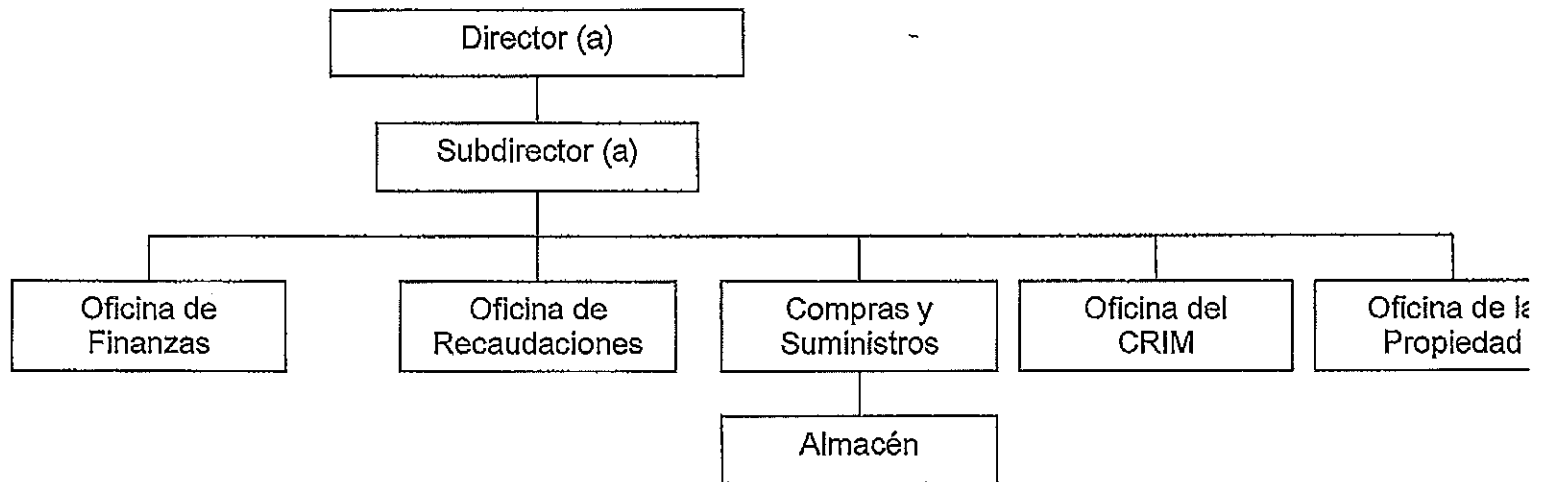 Director (a)
Subdirector (a)
Oficina de
Finanzas
Oficina de
Recaudaciones
Compras y
Suministros
Oficina del
CRIM
Oficina de
Propiedad
Almacén